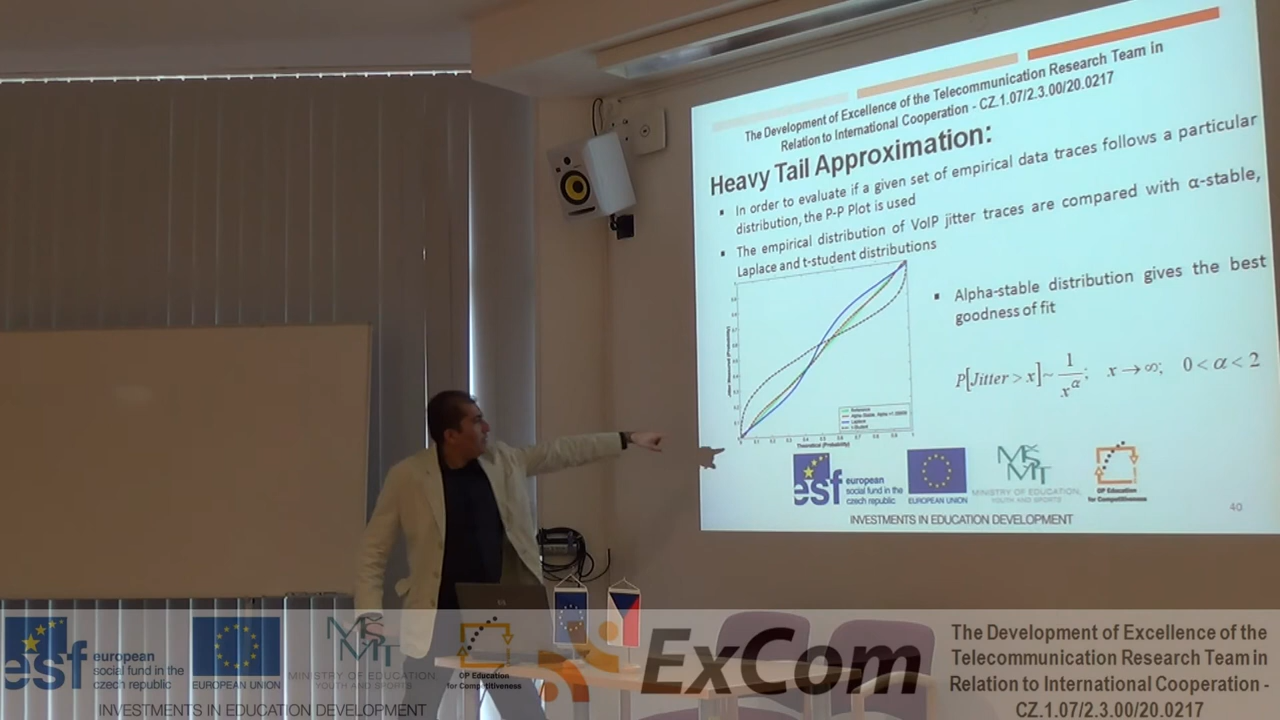 The Development of Excellence of the Telecommunication Research Team in
Relation to International Cooperation - CZ.1.07/2.3.00/20.0217
Heavy Tail Approximation:
▪ In order to evaluate if a given set of empirical data traces follows a particular
distribution, the P-P Plot is used
▪ The empirical distribution of VoIP jitter traces are compared with α-stable,
Laplace and t-student distributions
▪ Alpha-stable distribution gives the best
goodness of fit
P[Jitter > x] ~ 1/x^α; x → ∞; 0 < α < 2
Reference
Laplace
t-Student
Theoretical (Probability)
esf european
social fund in the
czech republic
EUROPEAN UNION
MINISTRY OF EDUCATION,
YOUTH AND SPORTS
OP Education
for Competitiveness
INVESTMENTS IN EDUCATION DEVELOPMENT
40
esf european
social fund in the
czech republic
EUROPEAN UNION
MINISTRY OF EDUCATION,
YOUTH AND SPORTS
OP Education
for Competitiveness
INVESTMENTS IN EDUCATION DEVELOPMENT
ExCom
The Development of Excellence of the
Telecommunication Research Team in
Relation to International Cooperation -
CZ.1.07/2.3.00/20.0217